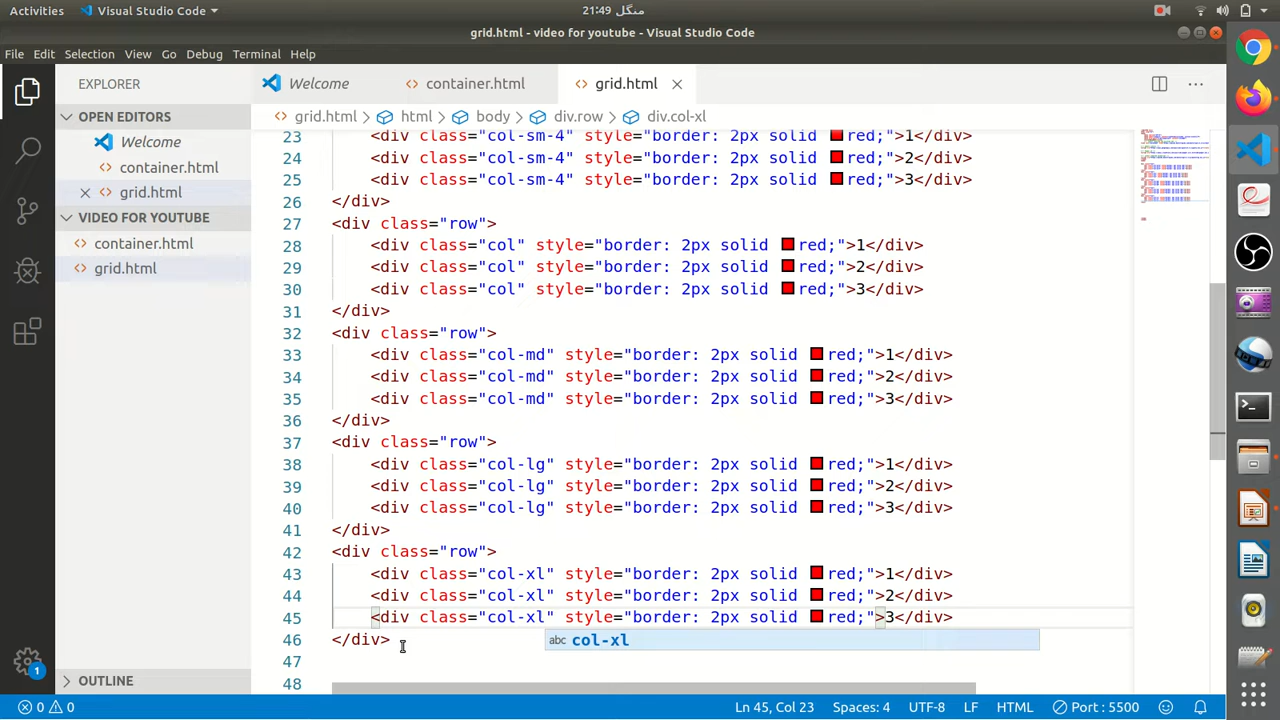 Activities Visual Studio Code 21:49 منگل
grid.html - video for youtube - Visual Studio Code
File Edit Selection View Go Debug Terminal Help
EXPLORER Welcome container.html grid.html
OPEN EDITORS grid.html html body div.row div.col-xl
Welcome
container.html
grid.html
VIDEO FOR YOUTUBE
container.html
grid.html
23 <div class="col-sm-4" style="border: 2px solid red;">1</div>
24 <div class="col-sm-4" style="border: 2px solid red;">2</div>
25 <div class="col-sm-4" style="border: 2px solid red;">3</div>
26 </div>
27 <div class="row">
28 <div class="col" style="border: 2px solid red;">1</div>
29 <div class="col" style="border: 2px solid red;">2</div>
30 <div class="col" style="border: 2px solid red;">3</div>
31 </div>
32 <div class="row">
33 <div class="col-md" style="border: 2px solid red;">1</div>
34 <div class="col-md" style="border: 2px solid red;">2</div>
35 <div class="col-md" style="border: 2px solid red;">3</div>
36 </div>
37 <div class="row">
38 <div class="col-lg" style="border: 2px solid red;">1</div>
39 <div class="col-lg" style="border: 2px solid red;">2</div>
40 <div class="col-lg" style="border: 2px solid red;">3</div>
41 </div>
42 <div class="row">
43 <div class="col-xl" style="border: 2px solid red;">1</div>
44 <div class="col-xl" style="border: 2px solid red;">2</div>
45 <div class="col-xl" style="border: 2px solid red;">3</div>
46 </div>
abc col-xl
47
48
OUTLINE
1
0 0 Ln 45, Col 23 Spaces: 4 UTF-8 LF HTML Port : 5500